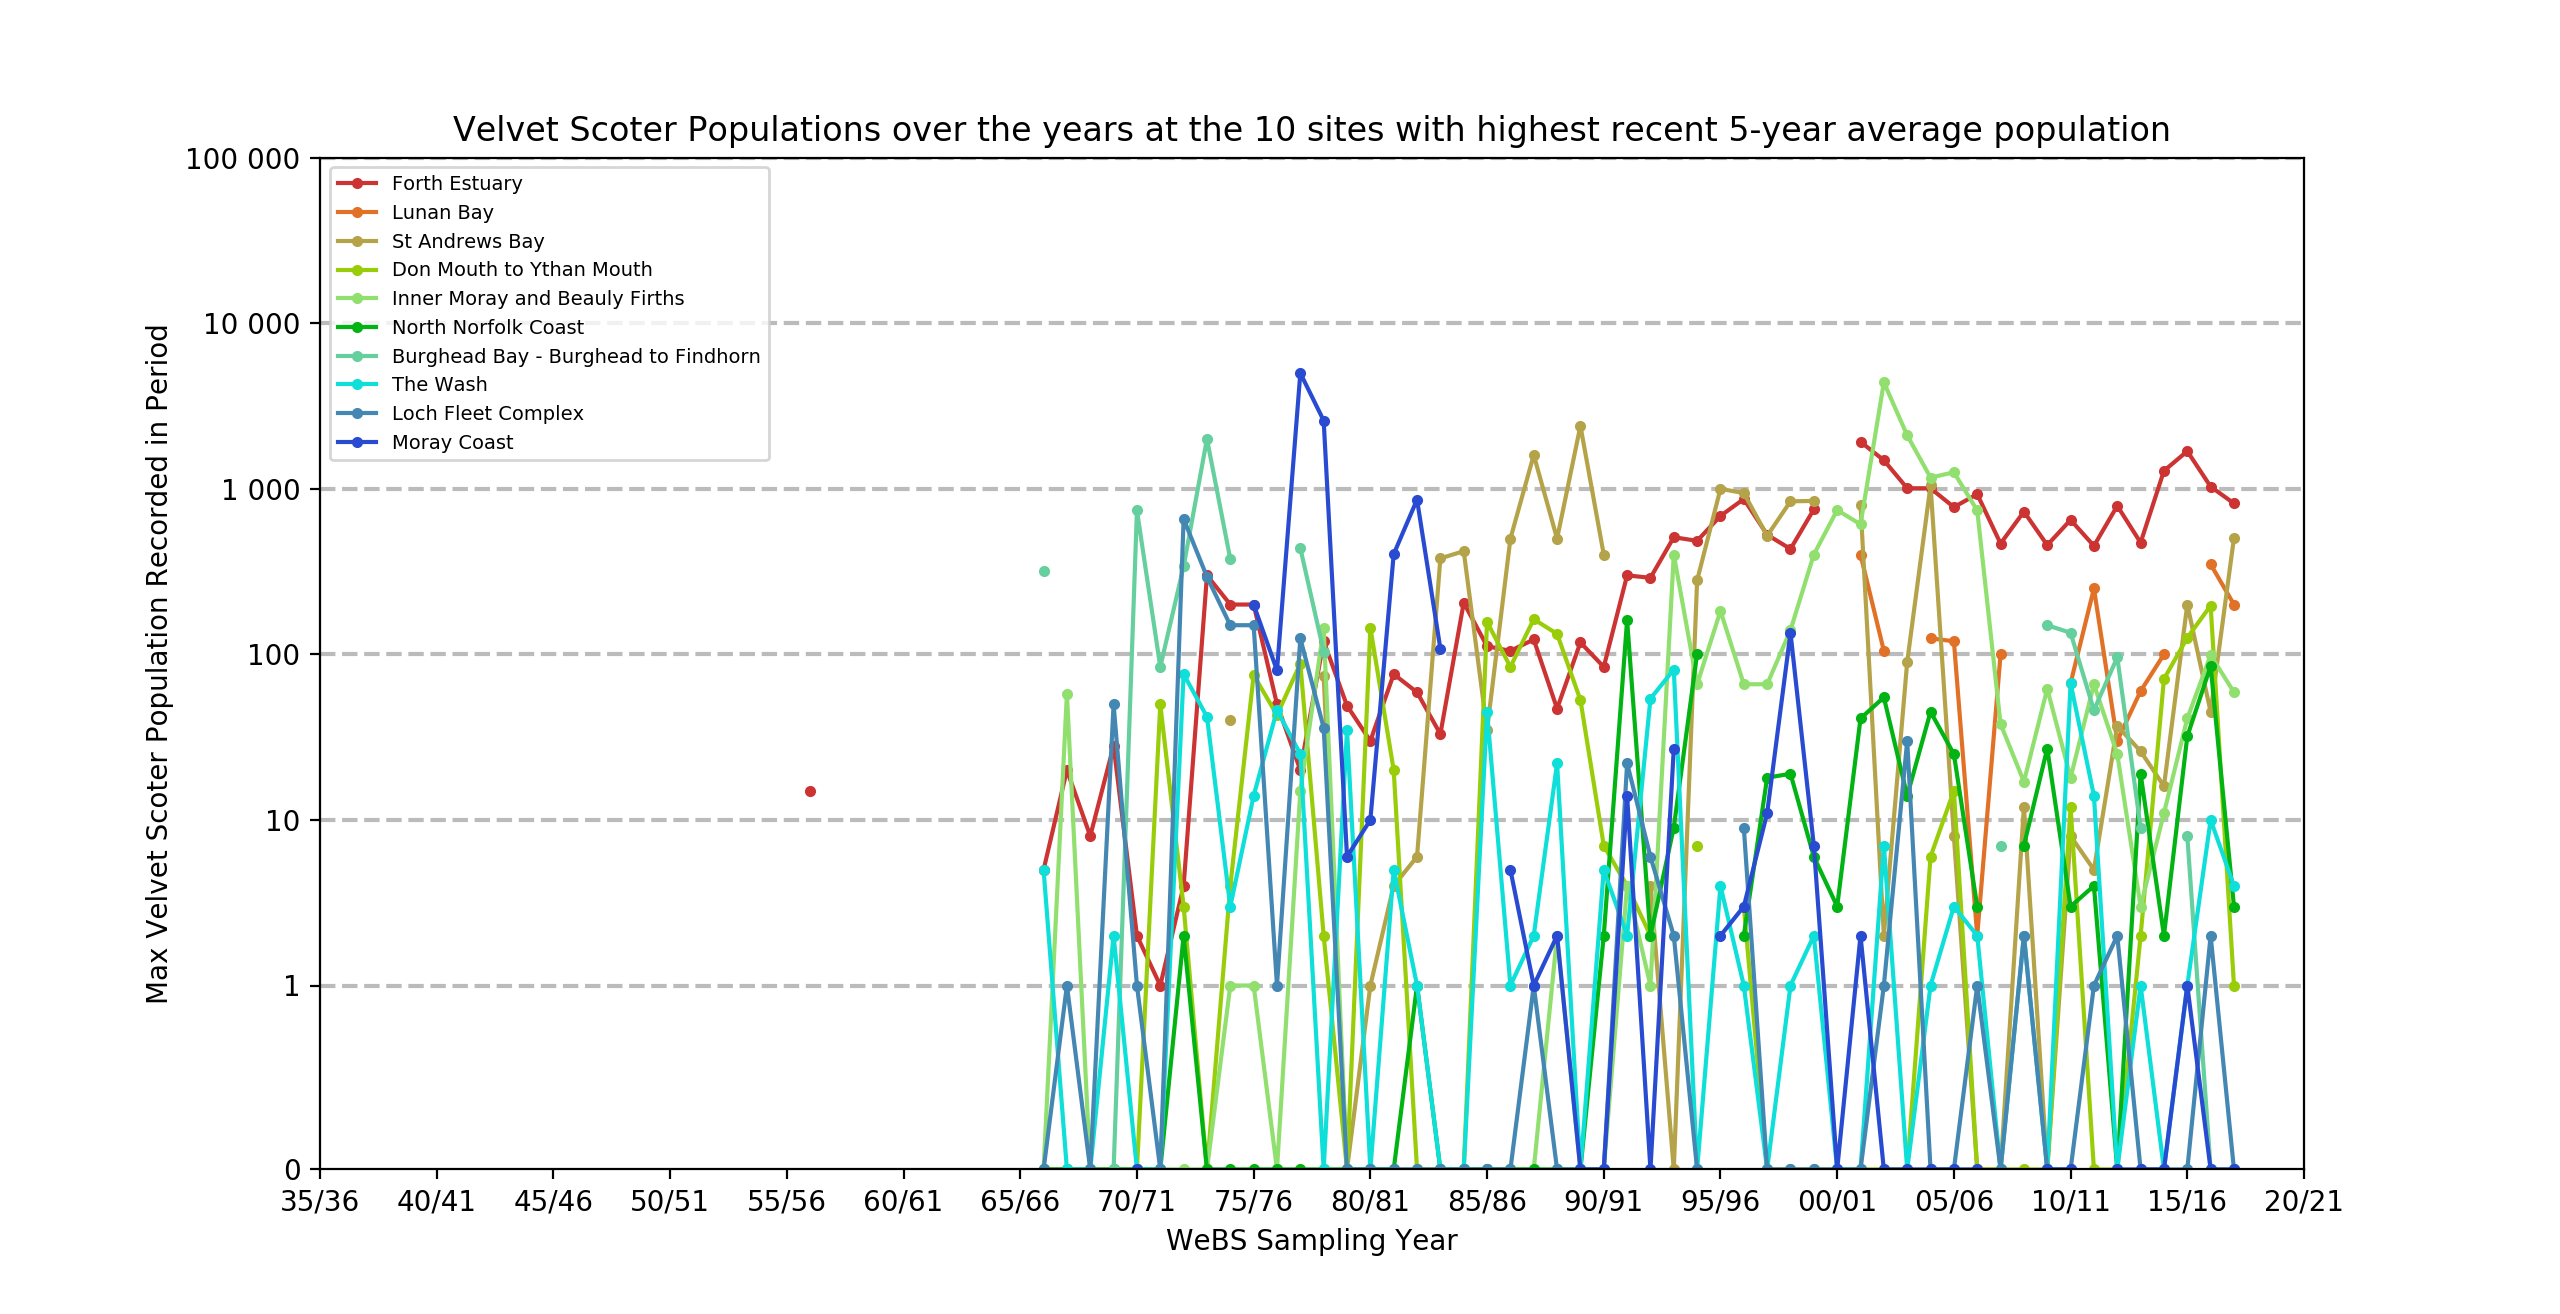 Velvet Scoter Populations over the years at the 10 sites with highest recent 5-year average population
100 000
10 000
1 000
100
10
1
0
Max Velvet Scoter Population Recorded in Period
Forth Estuary
Lunan Bay
St Andrews Bay
Don Mouth to Ythan Mouth
Inner Moray and Beauly Firths
North Norfolk Coast
Burghead Bay - Burghead to Findhorn
The Wash
Loch Fleet Complex
Moray Coast
35/36 40/41 45/46 50/51 55/56 60/61 65/66 70/71 75/76 80/81 85/86 90/91 95/96 00/01 05/06 10/11 15/16 20/21
WeBS Sampling Year